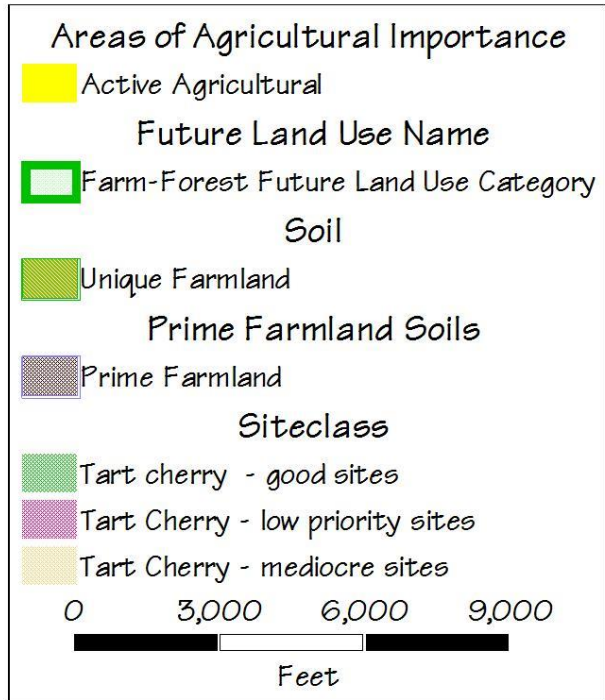 Areas of Agricultural Importance
Active Agricultural
Future Land Use Name
Farm-Forest Future Land Use Category
Soil
Unique Farmland
Prime Farmland Soils
Prime Farmland
Siteclass
Tart cherry - good sites
Tart Cherry - low priority sites
Tart Cherry - mediocre sites
0 3,000 6,000 9,000
Feet